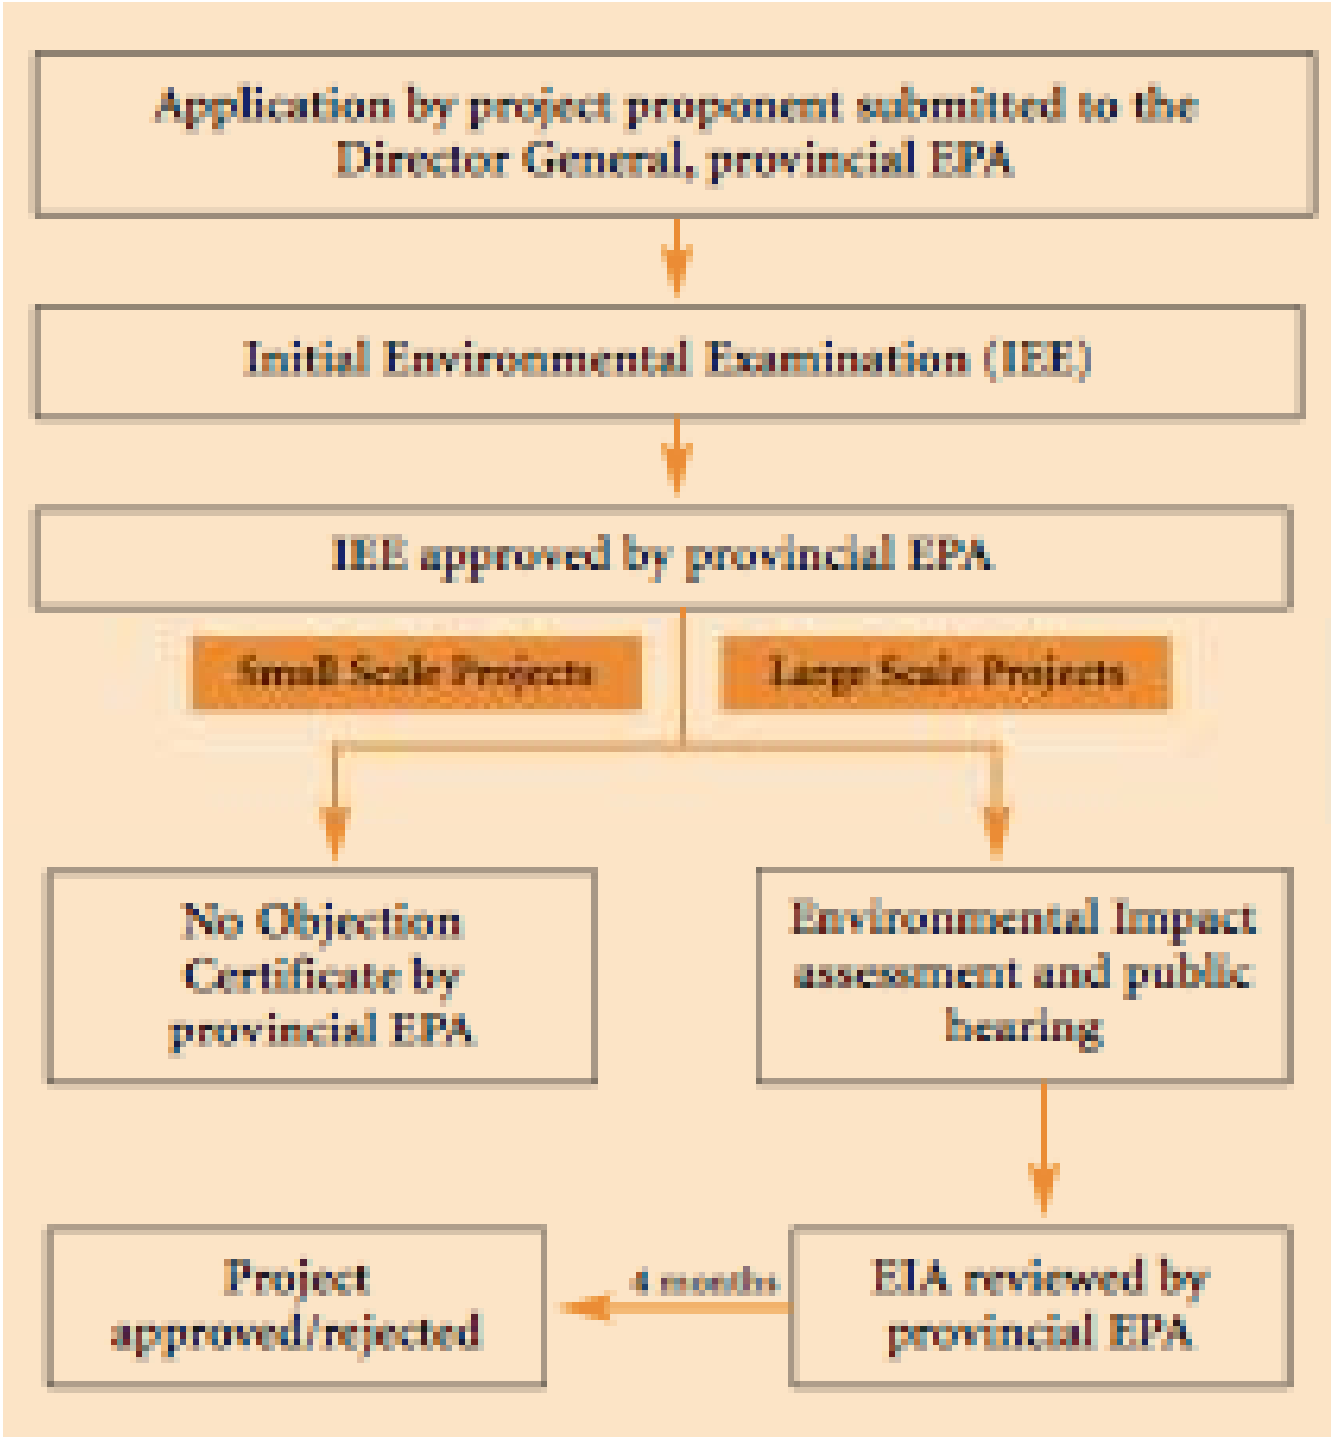 Application by project proponent submitted to the
Director General, provincial EPA
Initial Environmental Examination (IEE)
IEE approved by provincial EPA
Small Scale Projects
Large Scale Projects
No Objection
Certificate by
provincial EPA
Environmental Impact
assessment and public
hearing
EIA reviewed by
provincial EPA
4 months
Project
approved/rejected